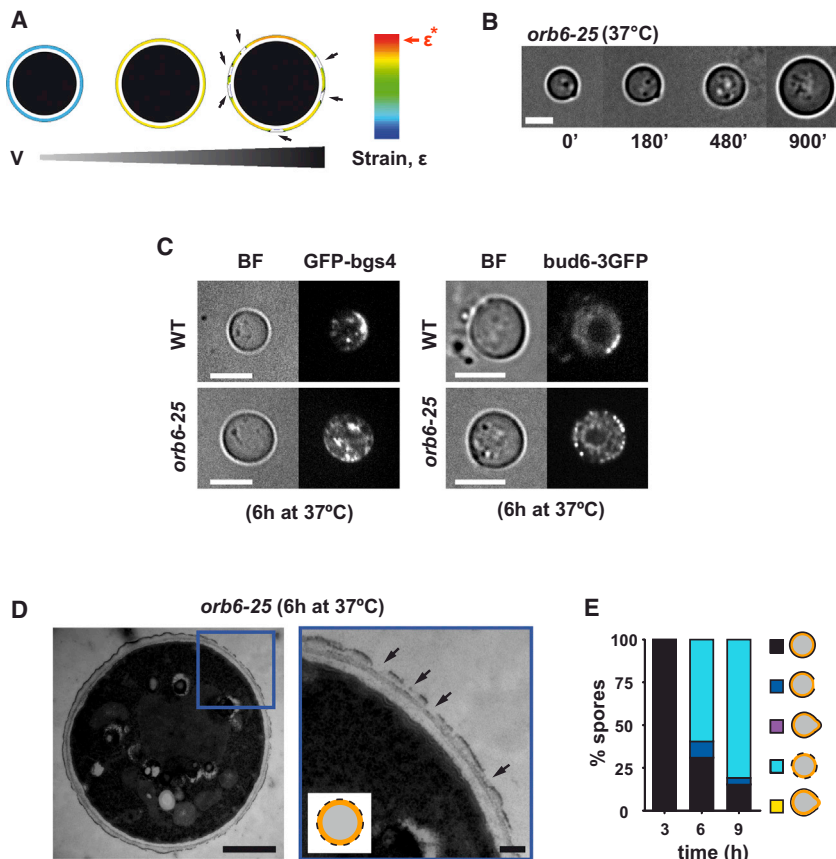 A
ε*
V
Strain, ε
B
orb6-25 (37°C)
0’ 180’ 480’ 900’
C
BF GFP-bgs4 BF bud6-3GFP
WT WT
orb6-25 orb6-25
(6h at 37ºC) (6h at 37ºC)
D
orb6-25 (6h at 37ºC)
E
100
75
50
25
0
% spores
3 6 9
time (h)